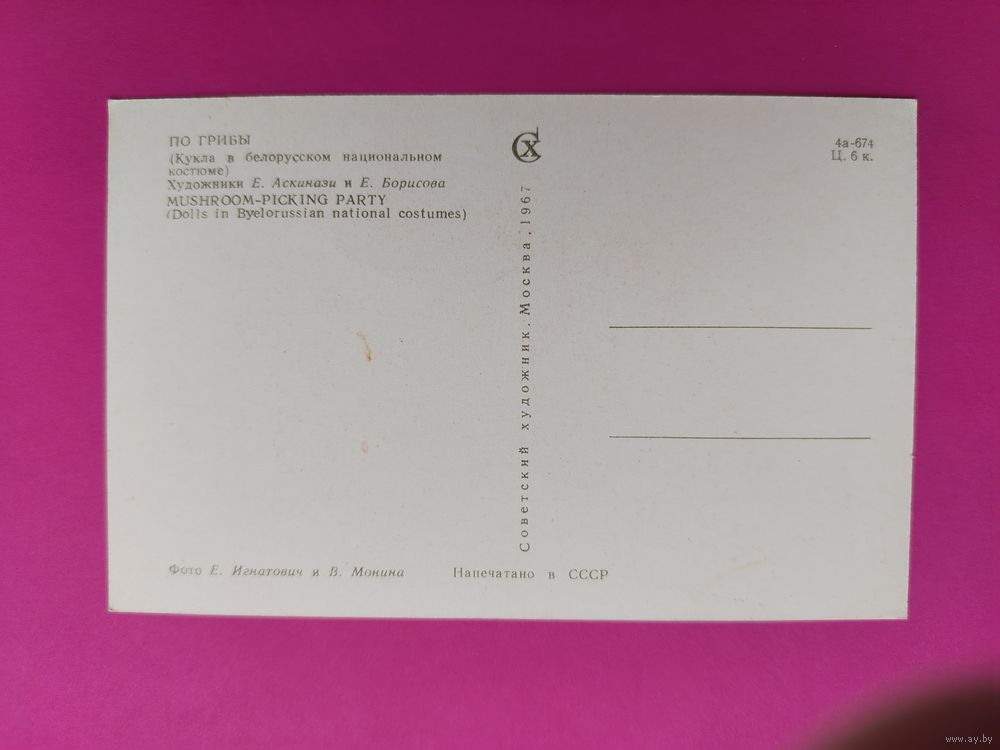 ПО ГРИБЫ
(Кукла в белорусском национальном
костюме)
Художники Е. Аскинази и Е. Борисова
MUSHROOM-PICKING PARTY
(Dolls in Byelorussian national costumes)
Фото Е. Игнатович и В. Монина
СХ
Советский художник. Москва. 1967
Напечатано в СССР
4а-674
Ц. 6 к.
www.ay.by